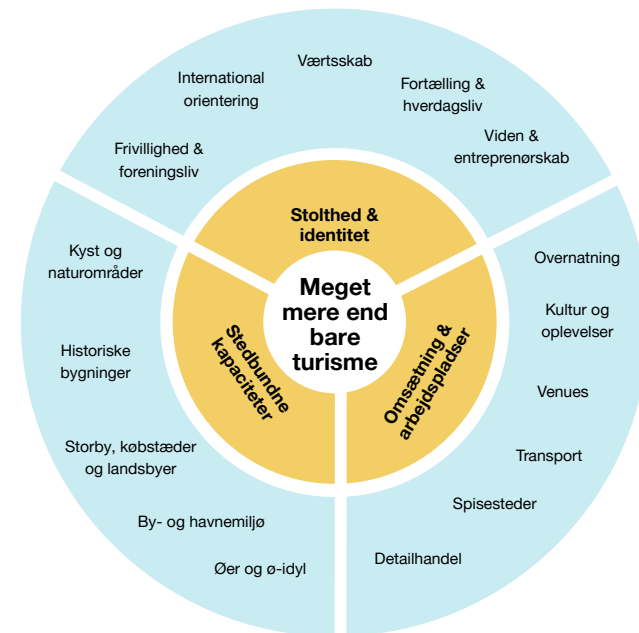 Værtsskab
International
orientering
Fortælling &
hverdagsliv
Frivillighed &
foreningsliv
Viden &
entreprenørskab
Stolthed &
identitet
Meget
mere end
bare
turisme
Stedbundne
kapaciteter
Omsætning &
arbejdspladser
Kyst og
naturområder
Historiske
bygninger
Storby, købstæder
og landsbyer
By- og havnemiljø
Øer og ø-idyl
Overnatning
Kultur og
oplevelser
Venues
Transport
Spisesteder
Detailhandel